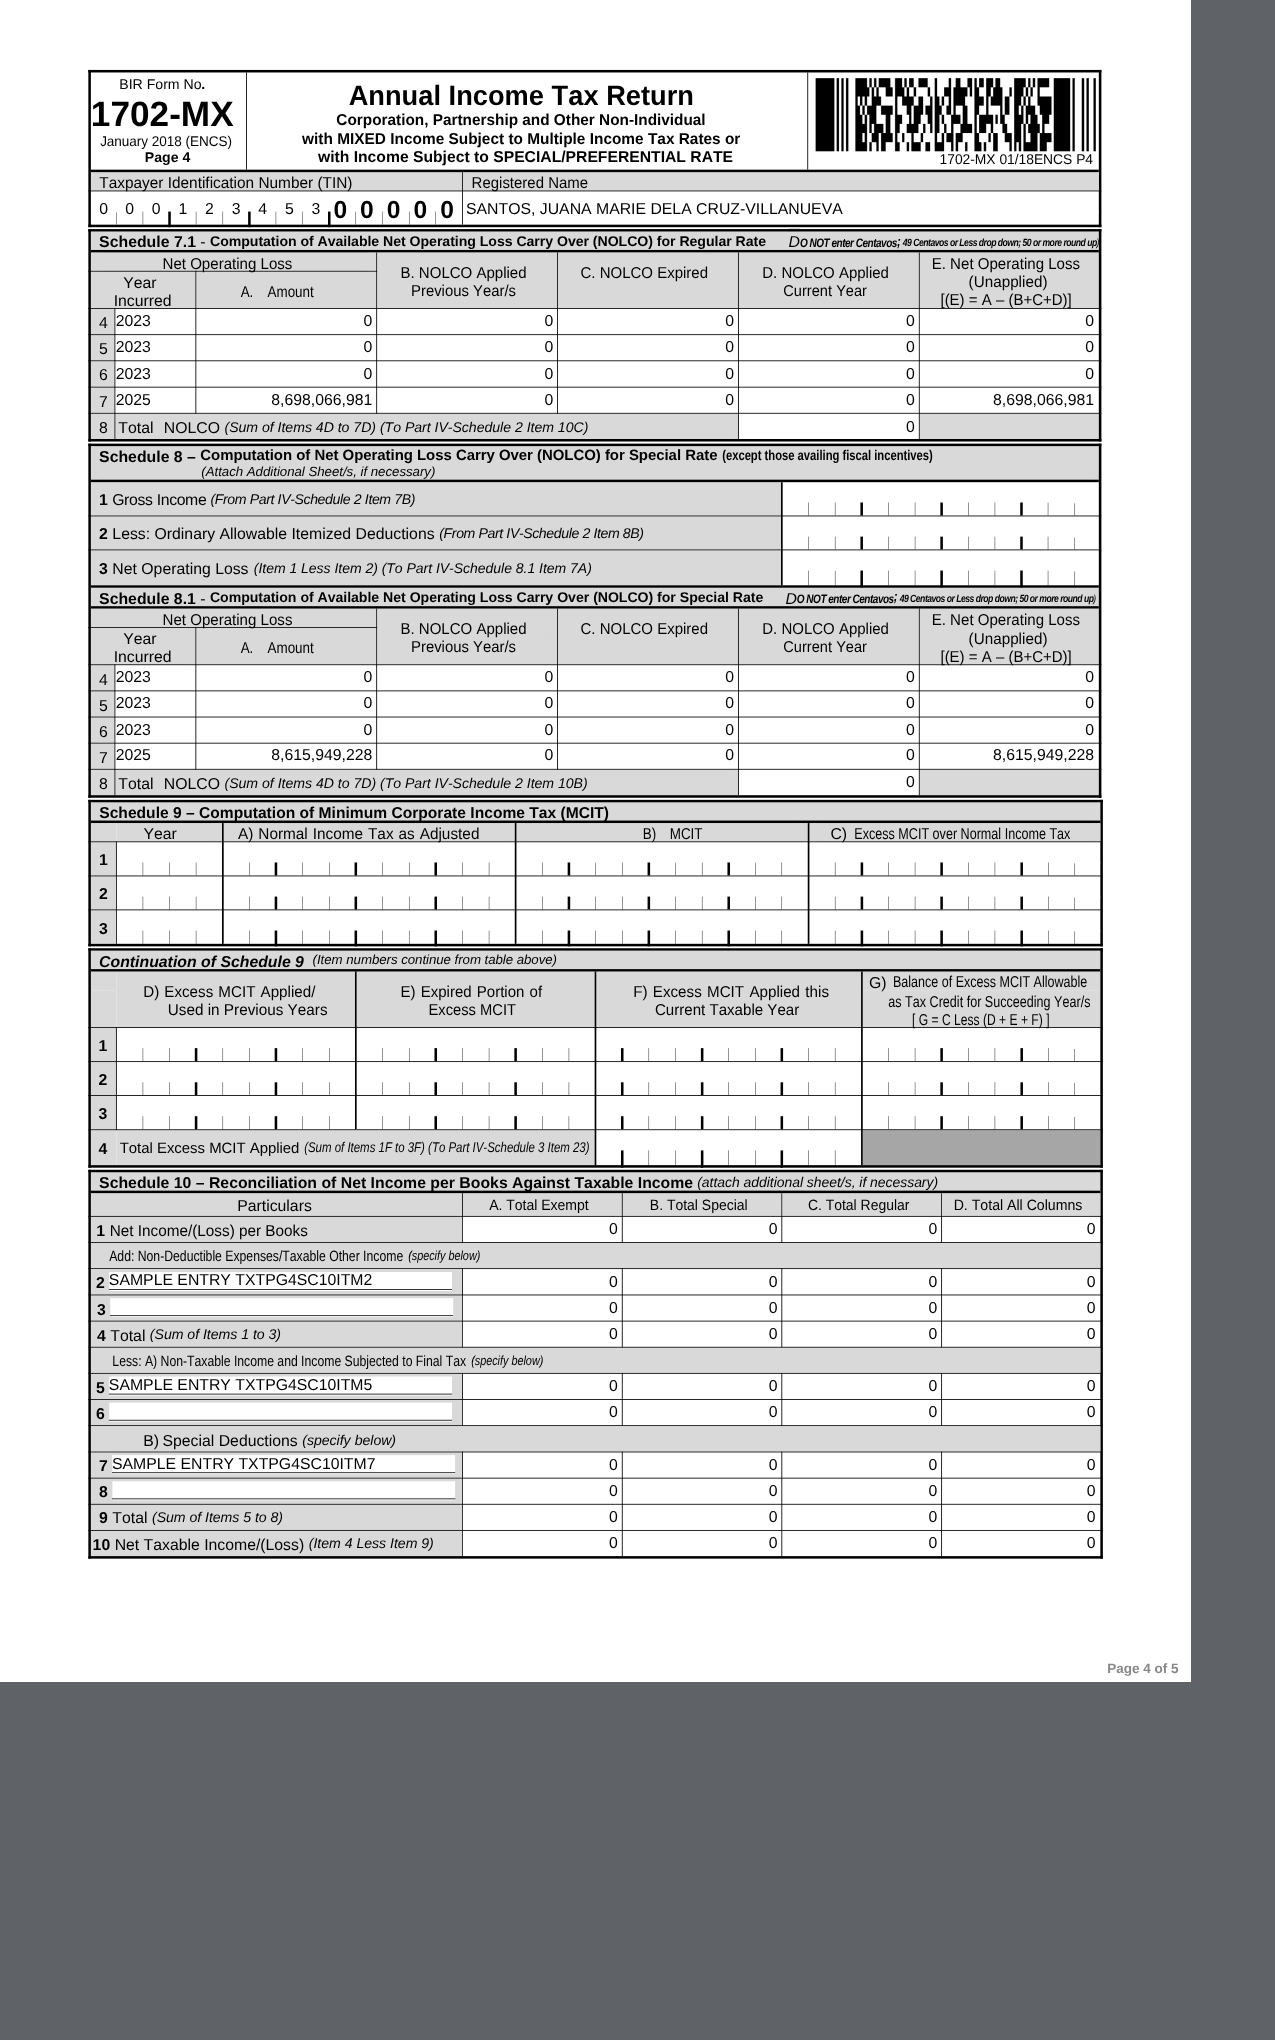 BIR Form No.
1702-MX
January 2018 (ENCS)
Page 4
Annual Income Tax Return
Corporation, Partnership and Other Non-Individual
with MIXED Income Subject to Multiple Income Tax Rates or
with Income Subject to SPECIAL/PREFERENTIAL RATE
1702-MX 01/18ENCS P4
Taxpayer Identification Number (TIN) Registered Name
0 0 0 1 2 3 4 5 3 0 0 0 0 0 SANTOS, JUANA MARIE DELA CRUZ-VILLANUEVA
Schedule 7.1 - Computation of Available Net Operating Loss Carry Over (NOLCO) for Regular Rate DO NOT enter Centavos; 49 Centavos or Less drop down; 50 or more round up)
Net Operating Loss
Year Incurred
A. Amount
B. NOLCO Applied Previous Year/s
C. NOLCO Expired
D. NOLCO Applied Current Year
E. Net Operating Loss (Unapplied) [(E) = A – (B+C+D)]
4 2023 0 0 0 0 0
5 2023 0 0 0 0 0
6 2023 0 0 0 0 0
7 2025 8,698,066,981 0 0 0 8,698,066,981
8 Total NOLCO (Sum of Items 4D to 7D) (To Part IV-Schedule 2 Item 10C) 0
Schedule 8 – Computation of Net Operating Loss Carry Over (NOLCO) for Special Rate (except those availing fiscal incentives)
(Attach Additional Sheet/s, if necessary)
1 Gross Income (From Part IV-Schedule 2 Item 7B)
2 Less: Ordinary Allowable Itemized Deductions (From Part IV-Schedule 2 Item 8B)
3 Net Operating Loss (Item 1 Less Item 2) (To Part IV-Schedule 8.1 Item 7A)
Schedule 8.1 - Computation of Available Net Operating Loss Carry Over (NOLCO) for Special Rate DO NOT enter Centavos; 49 Centavos or Less drop down; 50 or more round up)
Net Operating Loss
Year Incurred
A. Amount
B. NOLCO Applied Previous Year/s
C. NOLCO Expired
D. NOLCO Applied Current Year
E. Net Operating Loss (Unapplied) [(E) = A – (B+C+D)]
4 2023 0 0 0 0 0
5 2023 0 0 0 0 0
6 2023 0 0 0 0 0
7 2025 8,615,949,228 0 0 0 8,615,949,228
8 Total NOLCO (Sum of Items 4D to 7D) (To Part IV-Schedule 2 Item 10B) 0
Schedule 9 – Computation of Minimum Corporate Income Tax (MCIT)
Year A) Normal Income Tax as Adjusted B) MCIT C) Excess MCIT over Normal Income Tax
1
2
3
Continuation of Schedule 9 (Item numbers continue from table above)
D) Excess MCIT Applied/ Used in Previous Years
E) Expired Portion of Excess MCIT
F) Excess MCIT Applied this Current Taxable Year
G) Balance of Excess MCIT Allowable as Tax Credit for Succeeding Year/s [ G = C Less (D + E + F) ]
1
2
3
4 Total Excess MCIT Applied (Sum of Items 1F to 3F) (To Part IV-Schedule 3 Item 23)
Schedule 10 – Reconciliation of Net Income per Books Against Taxable Income (attach additional sheet/s, if necessary)
Particulars A. Total Exempt B. Total Special C. Total Regular D. Total All Columns
1 Net Income/(Loss) per Books 0 0 0 0
Add: Non-Deductible Expenses/Taxable Other Income (specify below)
2 SAMPLE ENTRY TXTPG4SC10ITM2 0 0 0 0
3 0 0 0 0
4 Total (Sum of Items 1 to 3) 0 0 0 0
Less: A) Non-Taxable Income and Income Subjected to Final Tax (specify below)
5 SAMPLE ENTRY TXTPG4SC10ITM5 0 0 0 0
6 0 0 0 0
B) Special Deductions (specify below)
7 SAMPLE ENTRY TXTPG4SC10ITM7 0 0 0 0
8 0 0 0 0
9 Total (Sum of Items 5 to 8) 0 0 0 0
10 Net Taxable Income/(Loss) (Item 4 Less Item 9) 0 0 0 0
Page 4 of 5